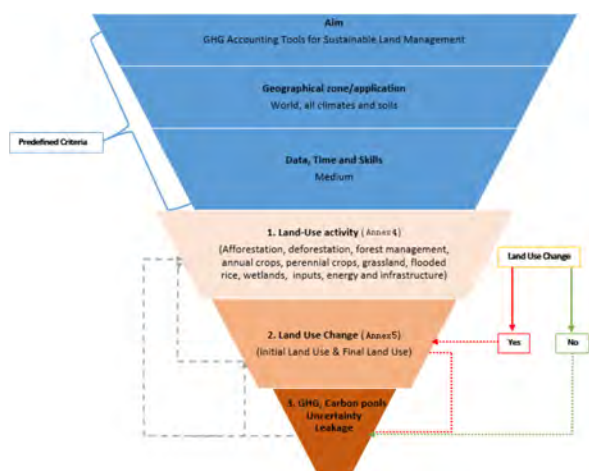 Aim
GHG Accounting Tools for Sustainable Land Management
Geographical zone/application
World, all climates and soils
Predefined Criteria
Data, Time and Skills
Medium
1. Land-Use activity (Annex4)
(Afforestation, deforestation, forest management,
annual crops, perennial crops, grassland, flooded
rice, wetlands, inputs, energy and infrastructure)
Land Use Change
2. Land Use Change (Annex5)
(Initial Land Use & Final Land Use)
Yes
No
3. GHG, Carbon pools
Uncertainty
Leakage